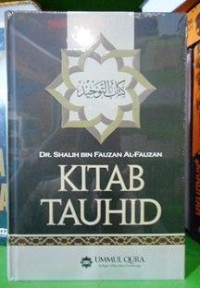 كتاب التوحيد
DR. SHALIH BIN FAUZAN AL-FAUZAN
KITAB
TAUHID
UMMUL QURA